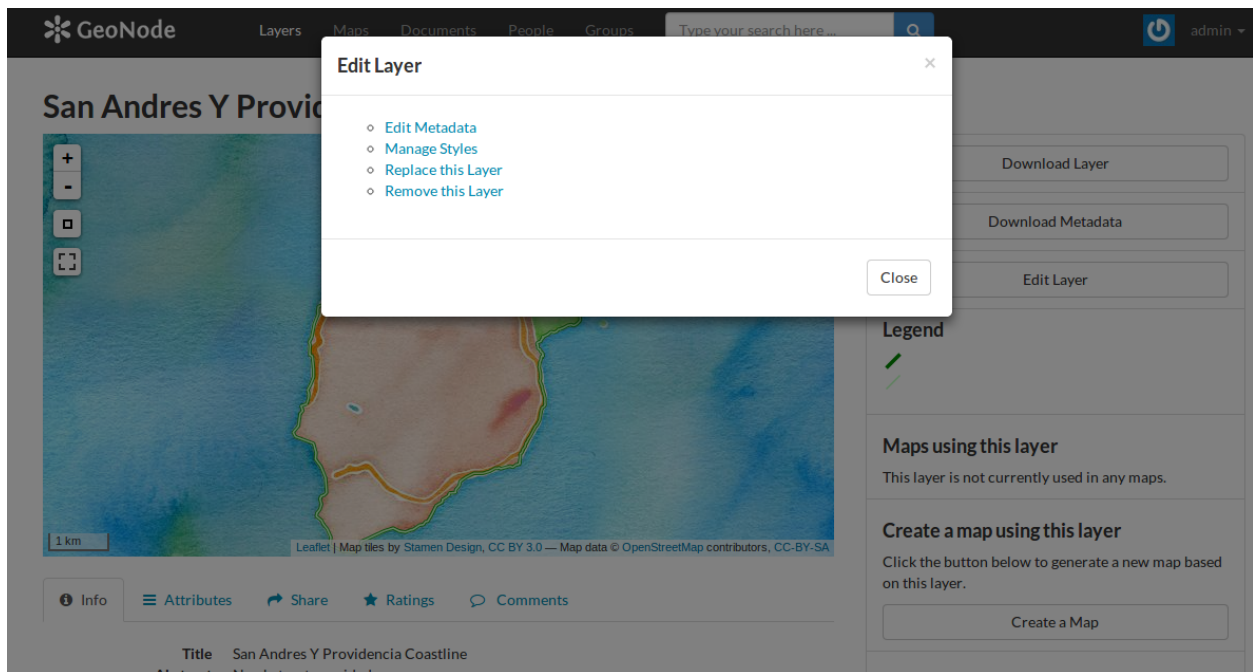 GeoNode Layers Maps Documents People Groups Type your search here ... admin
Edit Layer ×
San Andres Y Provid
Edit Metadata
Manage Styles
Replace this Layer
Remove this Layer
Close
+
-
1 km
Leaflet | Map tiles by Stamen Design, CC BY 3.0 — Map data © OpenStreetMap contributors, CC-BY-SA
Info Attributes Share Ratings Comments
Title San Andres Y Providencia Coastline
Download Layer
Download Metadata
Edit Layer
Legend
Maps using this layer
This layer is not currently used in any maps.
Create a map using this layer
Click the button below to generate a new map based
on this layer.
Create a Map